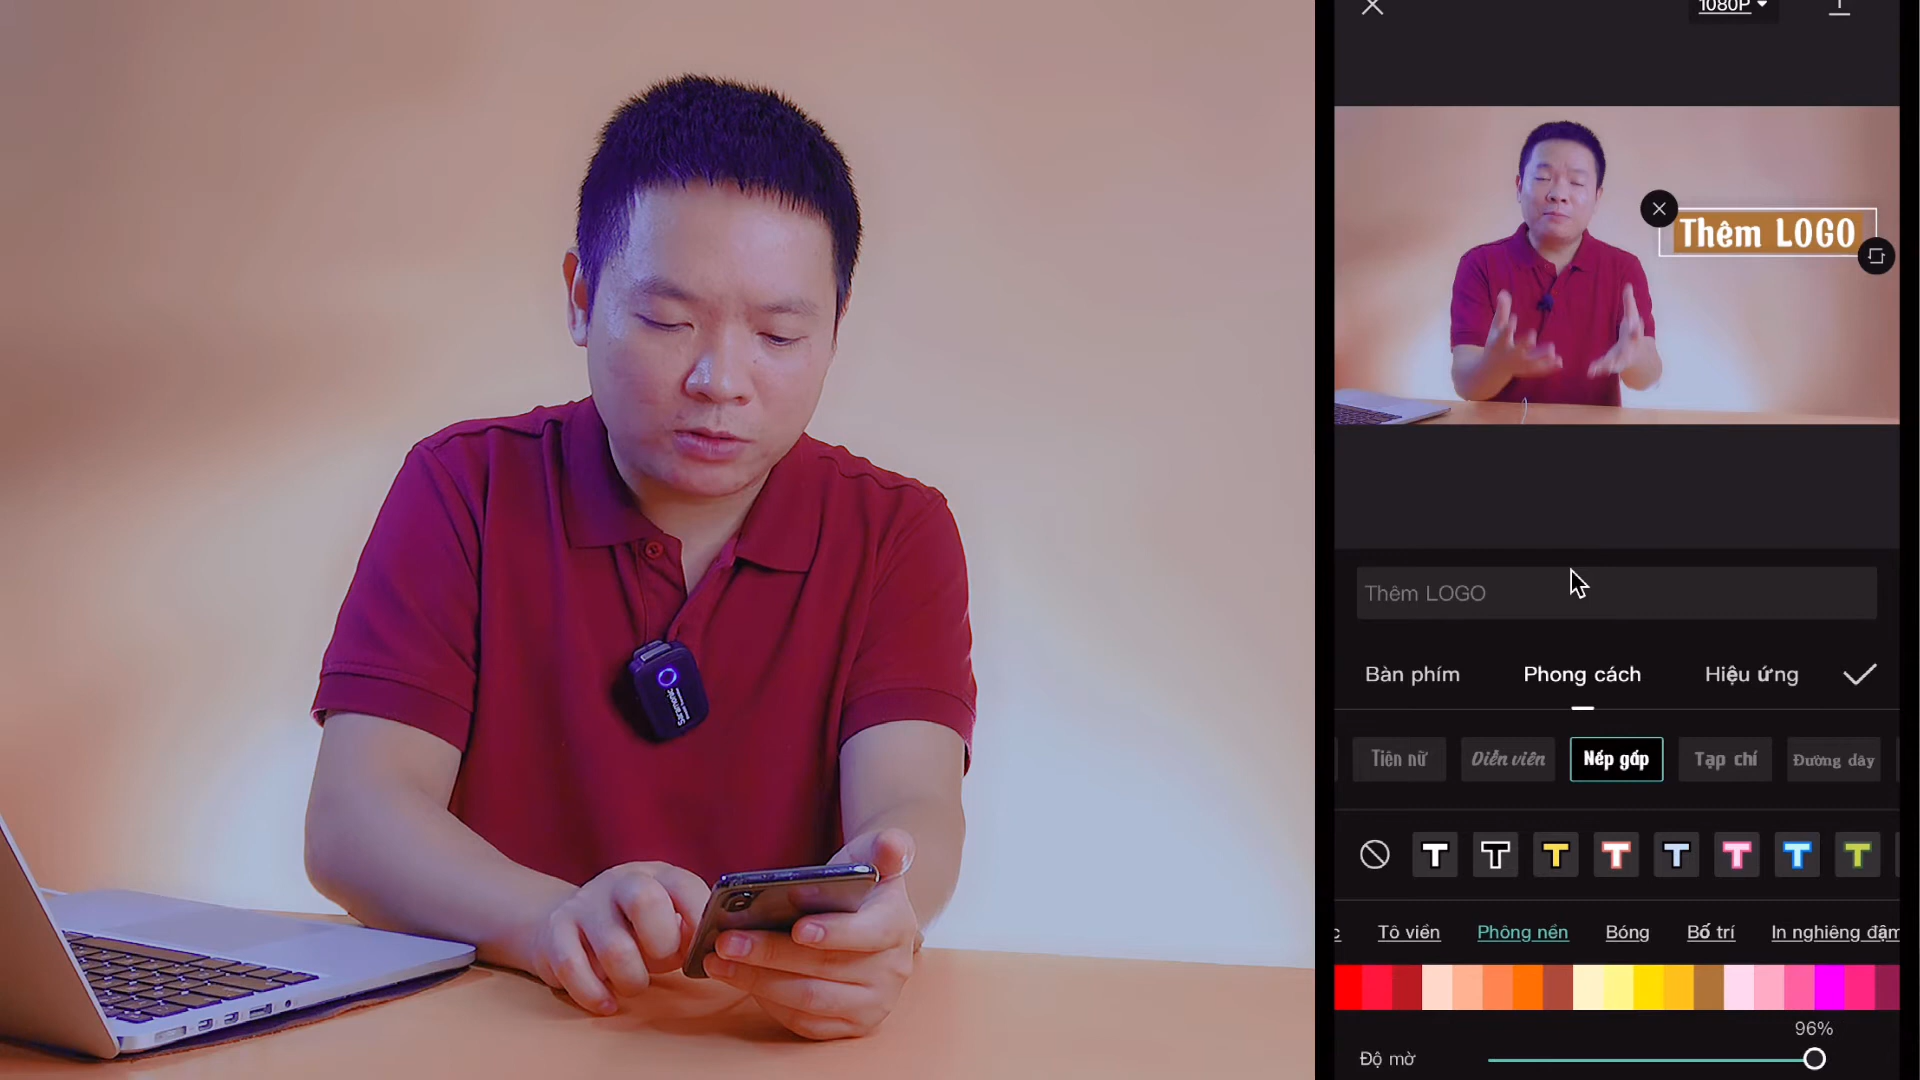 1080P
Thêm LOGO
Thêm LOGO
Bàn phím Phong cách Hiệu ứng
Tiên nữ Diễn viên Nếp gấp Tạp chí Đường dây
T T T T T T T T
Tô viền Phông nền Bóng Bố trí In nghiêng đậm
96%
Độ mờ
Saramonic